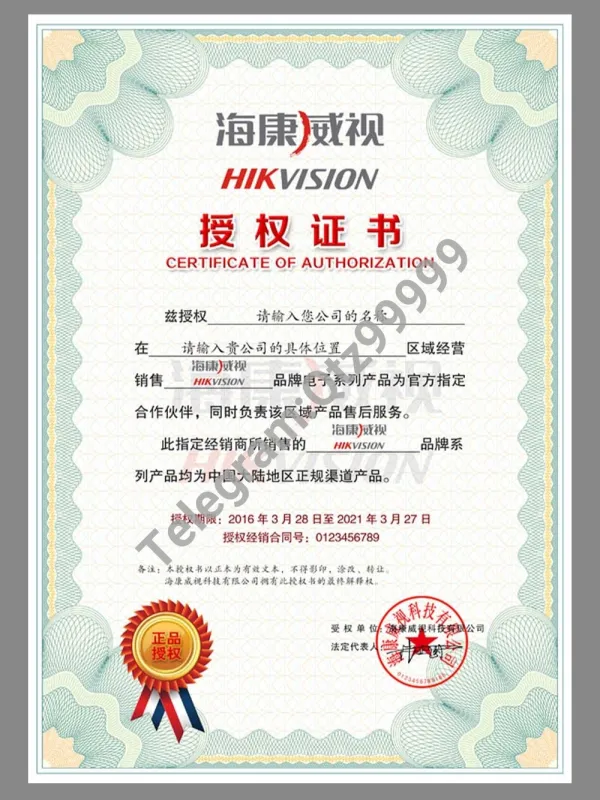 海康威视
HIKVISION
授权证书
CERTIFICATE OF AUTHORIZATION
兹授权 请输入您公司的名称
在 请输入貴公司的具体位置 区域经营
销售 海康威视 HIKVISION 品牌电子系列产品为官方指定
合作伙伴，同时负责该区域产品售后服务。
此指定经销商所销售的 海康威视 HIKVISION 品牌系
列产品均为中国大陆地区正规渠道产品。
海康威视
HIKVISION
授权期限：2016 年 3 月 28 日至 2021 年 3 月 27 日
授权经销合同号：0123456789
备注：本授权书以正本为有效文本，不得影印，涂改、转让。
海康威视科技有限公司拥有此授权书的最终解释权。
正品
授权
受 权 单 位：海康威视科技有限公司
法定代表人
Telegram:qtz99999